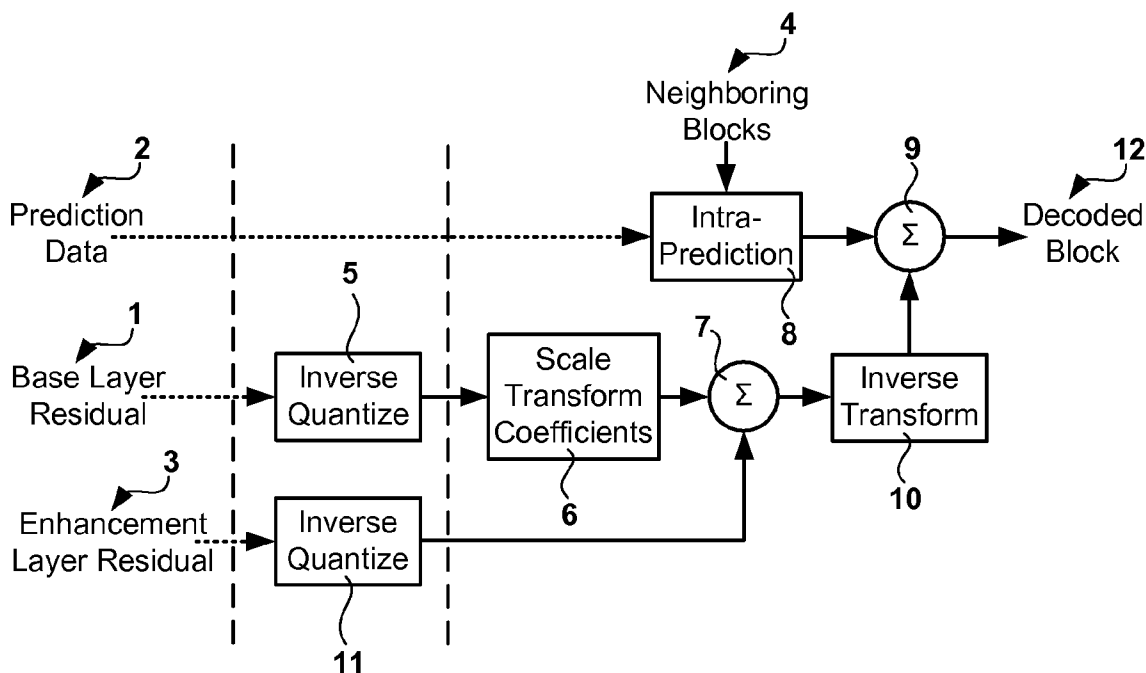 4
Neighboring
Blocks
2
Prediction
Data
9
12
Intra-
Prediction
8
Σ
Decoded
Block
1
Base Layer
Residual
5
Inverse
Quantize
Scale
Transform
Coefficients
6
7
Σ
Inverse
Transform
10
3
Enhancement
Layer Residual
Inverse
Quantize
11